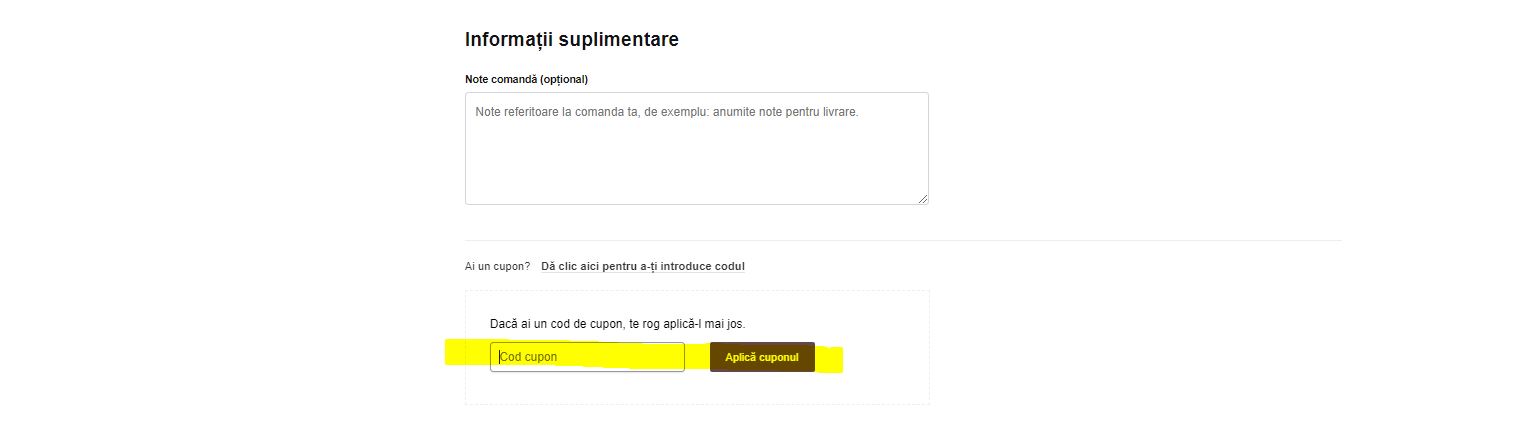 Informații suplimentare
Note comandă (opțional)
Note referitoare la comanda ta, de exemplu: anumite note pentru livrare.
Ai un cupon? Dă clic aici pentru a-ți introduce codul
Dacă ai un cod de cupon, te rog aplică-l mai jos.
Cod cupon Aplică cuponul